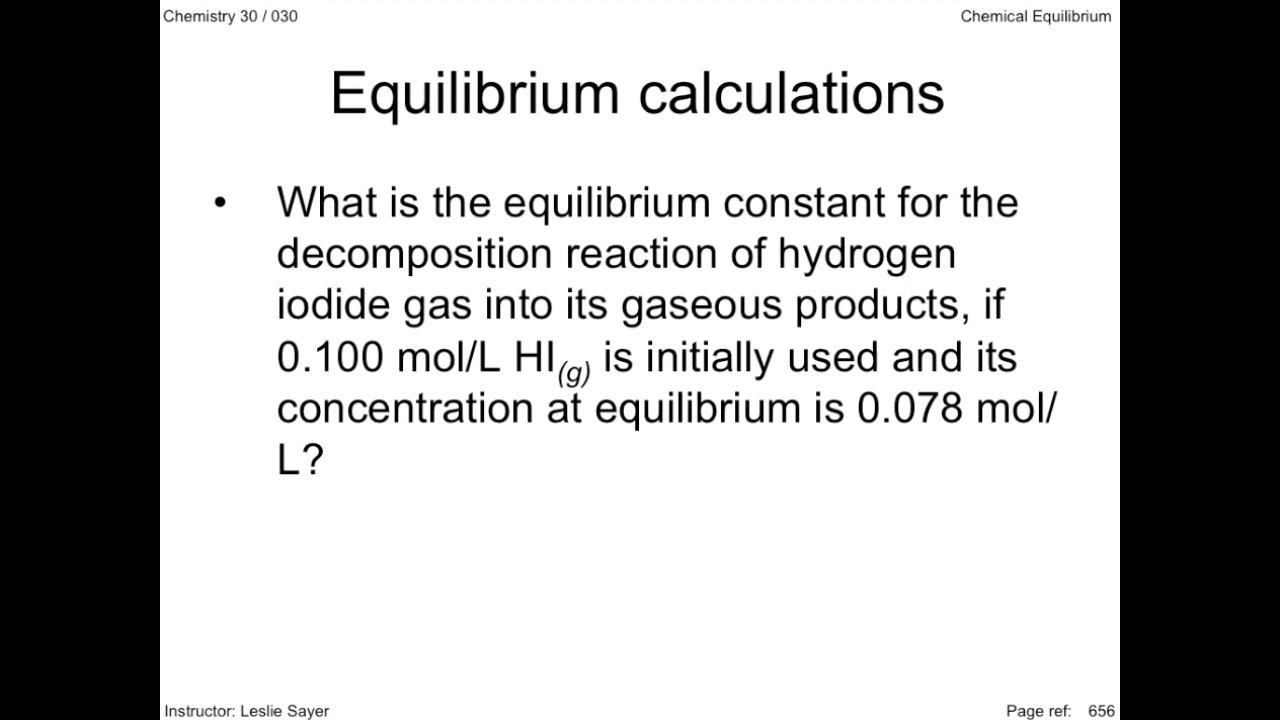 Chemistry 30 / 030
Chemical Equilibrium
Equilibrium calculations
• What is the equilibrium constant for the
decomposition reaction of hydrogen
iodide gas into its gaseous products, if
0.100 mol/L HI(g) is initially used and its
concentration at equilibrium is 0.078 mol/
L?
Instructor: Leslie Sayer
Page ref: 656